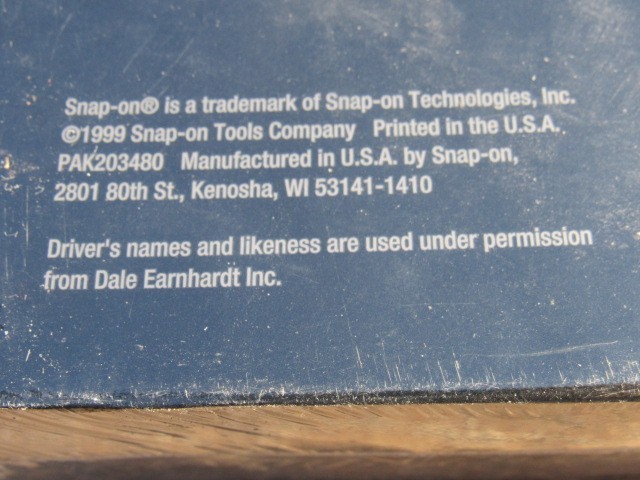 Snap-on® is a trademark of Snap-on Technologies, Inc.
©1999 Snap-on Tools Company Printed in the U.S.A.
PAK203480 Manufactured in U.S.A. by Snap-on,
2801 80th St., Kenosha, WI 53141-1410
Driver's names and likeness are used under permission
from Dale Earnhardt Inc.